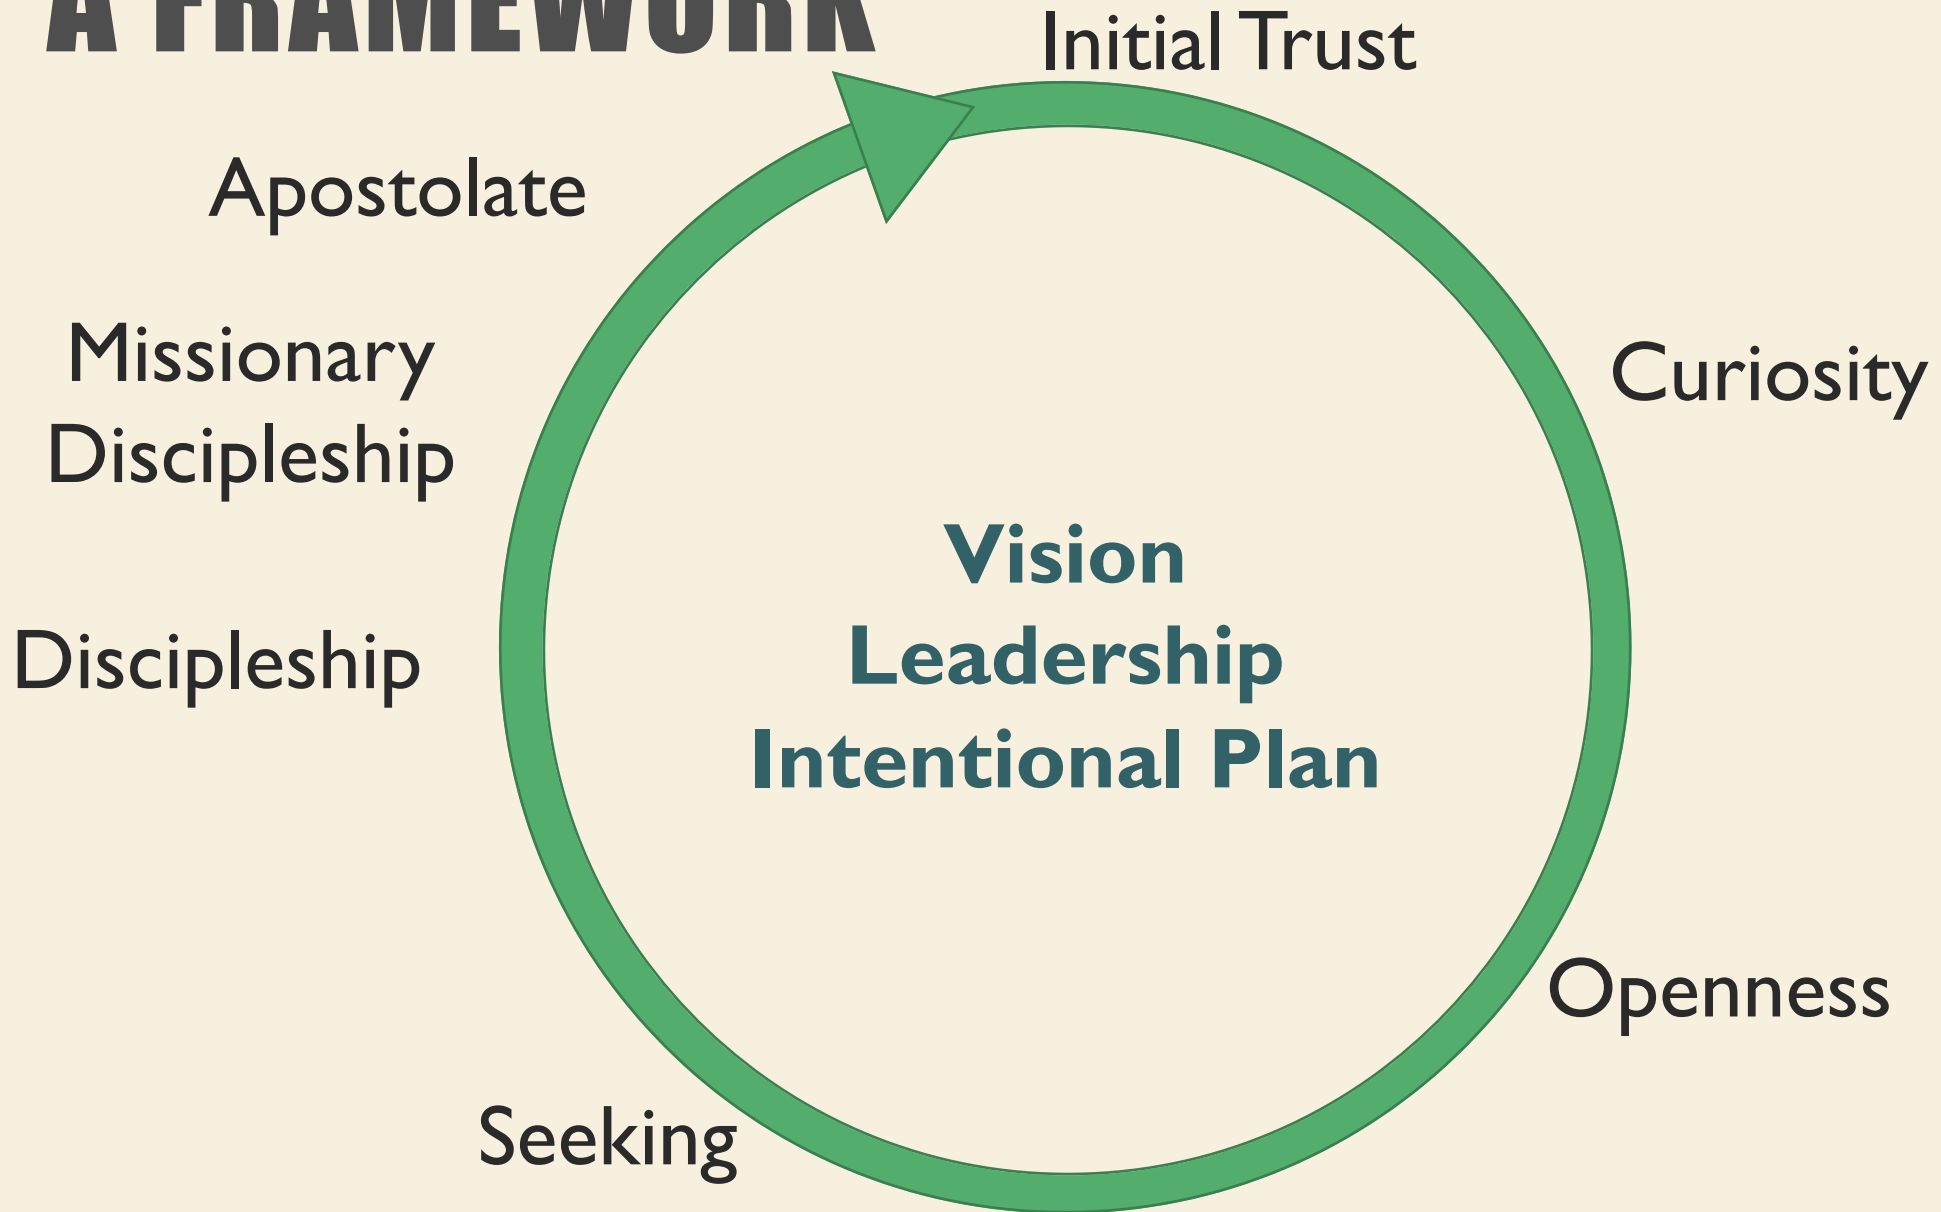 A FRAMEWORK
Initial Trust
Curiosity
Openness
Seeking
Discipleship
Missionary
Discipleship
Apostolate
Vision
Leadership
Intentional Plan